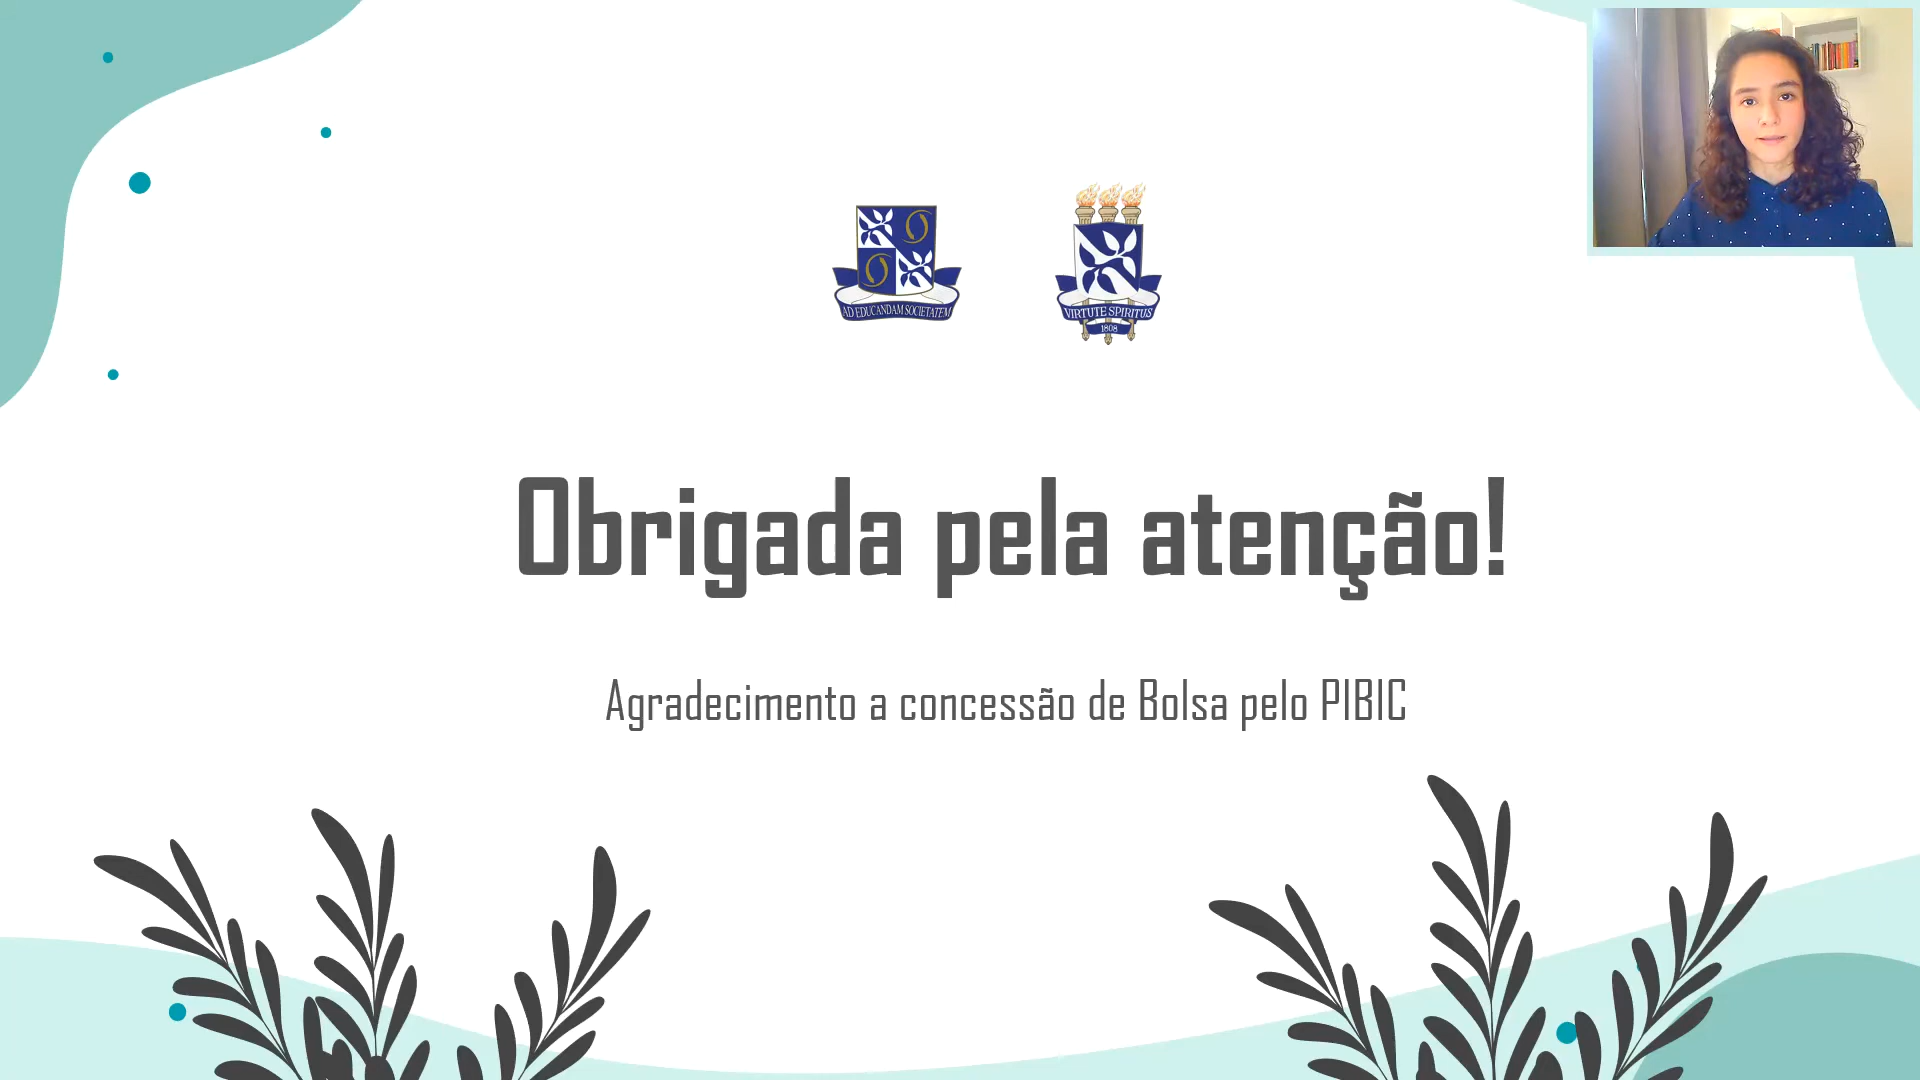 AD EDUCANDAM SOCIETATEM
VIRTUTE SPIRITUS
1808
Obrigada pela atenção!
Agradecimento a concessão de Bolsa pelo PIBIC